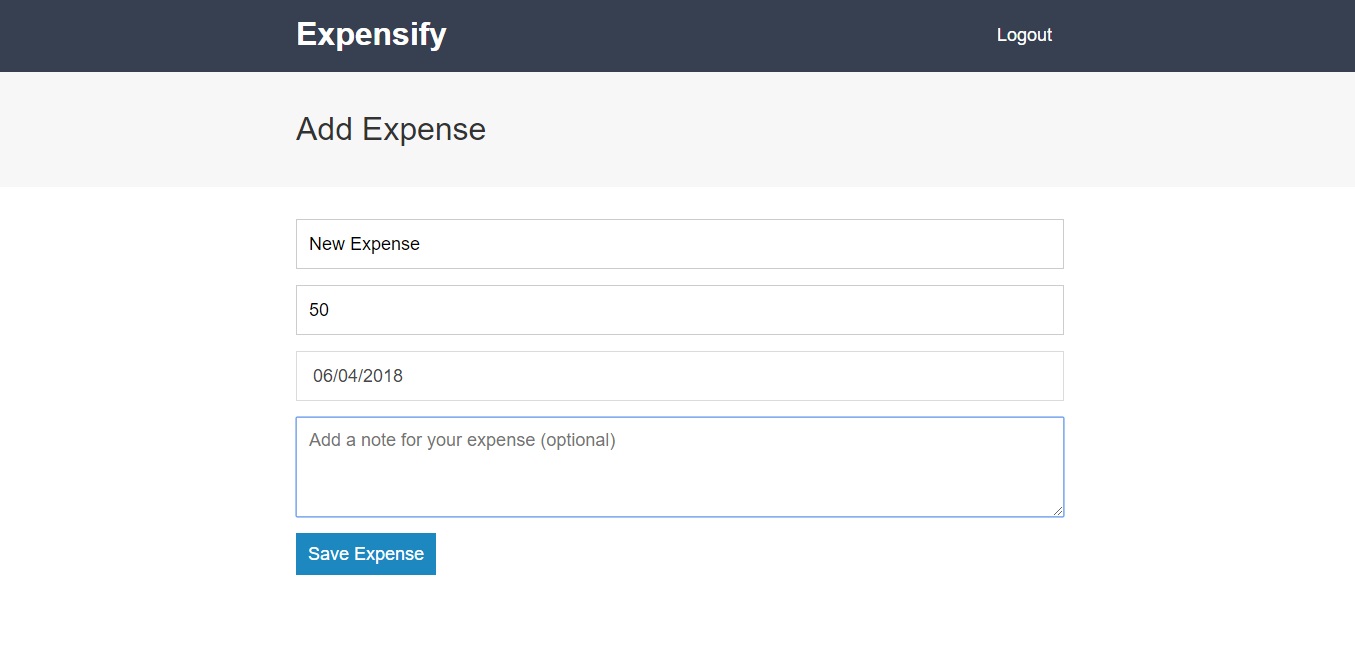 Expensify
Logout
Add Expense
New Expense
50
06/04/2018
Add a note for your expense (optional)
Save Expense